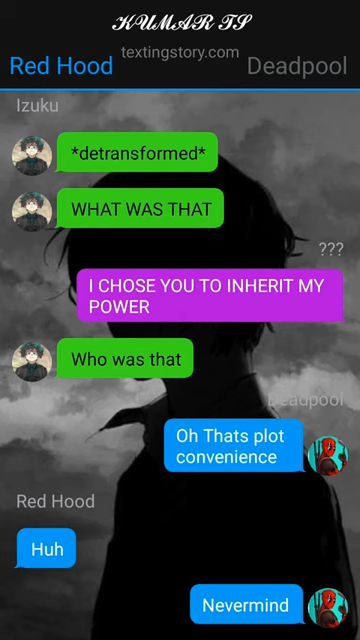 KUMAR TS
textingstory.com
Red Hood
Deadpool
Izuku
*detransformed*
WHAT WAS THAT
???
I CHOSE YOU TO INHERIT MY
POWER
Who was that
Deadpool
Oh Thats plot
convenience
Red Hood
Huh
Nevermind